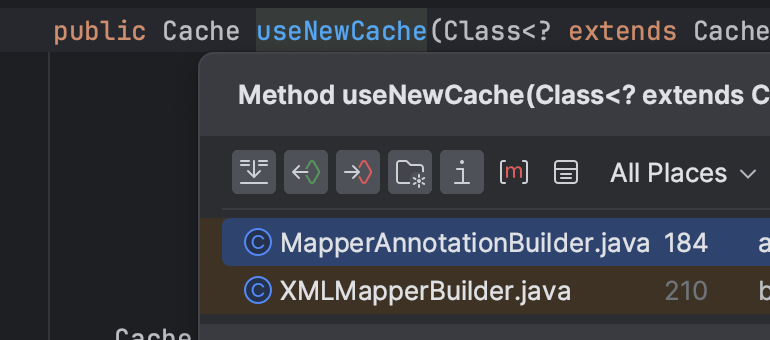 public Cache useNewCache(Class<? extends Cache
Method useNewCache(Class<? extends C
[m] All Places
C MapperAnnotationBuilder.java 184 a
C XMLMapperBuilder.java 210 b
Cache